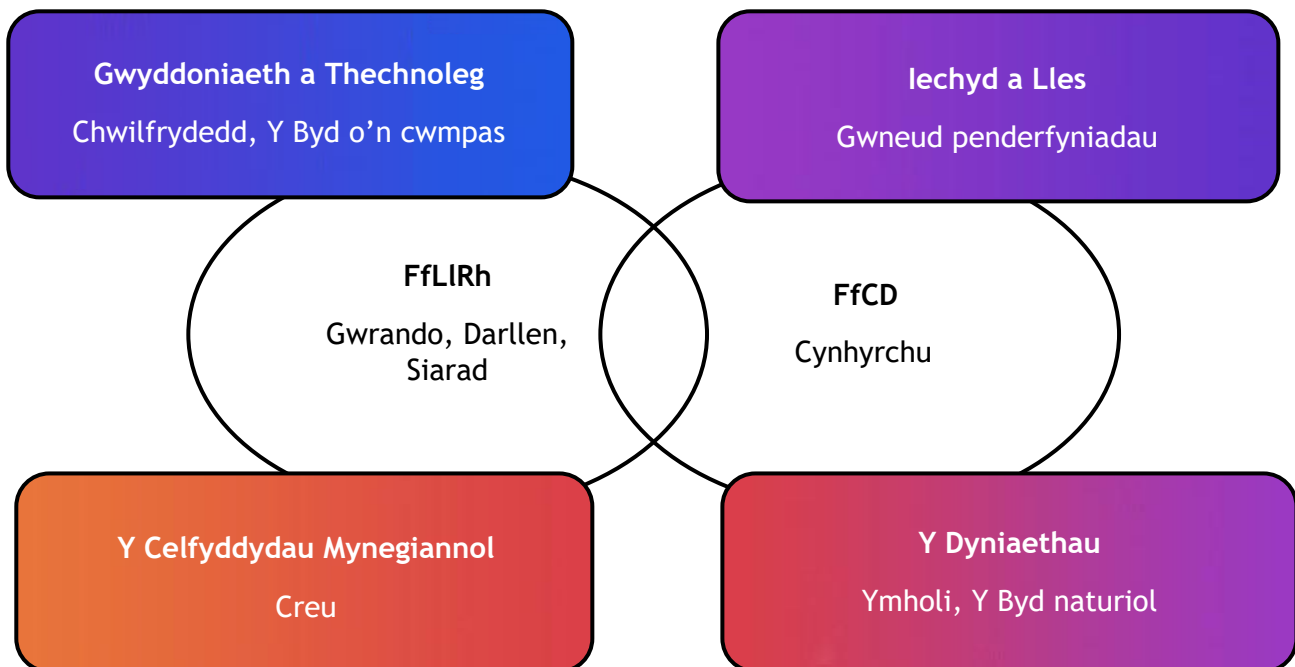 Gwyddoniaeth a Thechnoleg
Chwilfrydedd, Y Byd o'n cwmpas
Iechyd a Lles
Gwneud penderfyniadau
FfLlRh
Gwrando, Darllen,
Siarad
FfCD
Cynhyrchu
Y Celfyddydau Mynegiannol
Creu
Y Dyniaethau
Ymholi, Y Byd naturiol